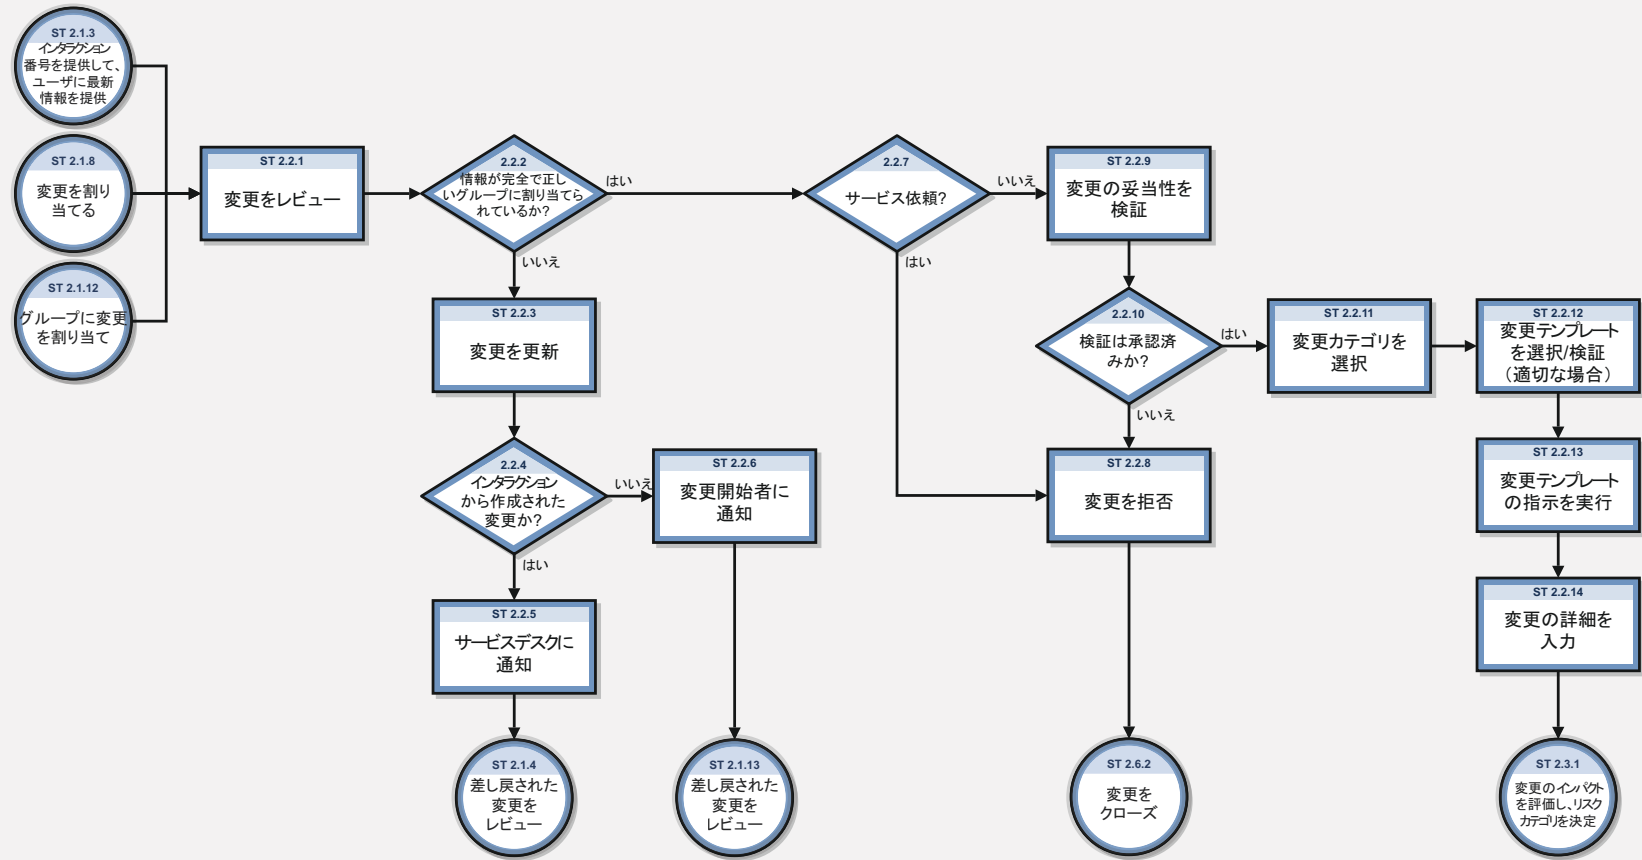 ST 2.1.3
インタラクション
番号を提供して、
ユーザに最新
情報を提供
ST 2.1.8
変更を割り
当てる
ST 2.1.12
グループに変更
を割り当て
ST 2.2.1
変更をレビュー
2.2.2
情報が完全で正し
いグループに割り当てら
れているか?
はい
いいえ
ST 2.2.3
変更を更新
2.2.4
インタラクション
から作成された
変更か?
いいえ
はい
ST 2.2.5
サービスデスクに
通知
ST 2.1.4
差し戻された
変更を
レビュー
ST 2.2.6
変更開始者に
通知
ST 2.1.13
差し戻された
変更を
レビュー
2.2.7
サービス依頼?
いいえ
はい
ST 2.2.9
変更の妥当性を
検証
2.2.10
検証は承認済
みか?
はい
いいえ
ST 2.2.8
変更を拒否
ST 2.6.2
変更を
クローズ
ST 2.2.11
変更カテゴリを
選択
ST 2.2.12
変更テンプレート
を選択/検証
（適切な場合）
ST 2.2.13
変更テンプレート
の指示を実行
ST 2.2.14
変更の詳細を
入力
ST 2.3.1
変更のインパクト
を評価し、リスク
カテゴリを決定